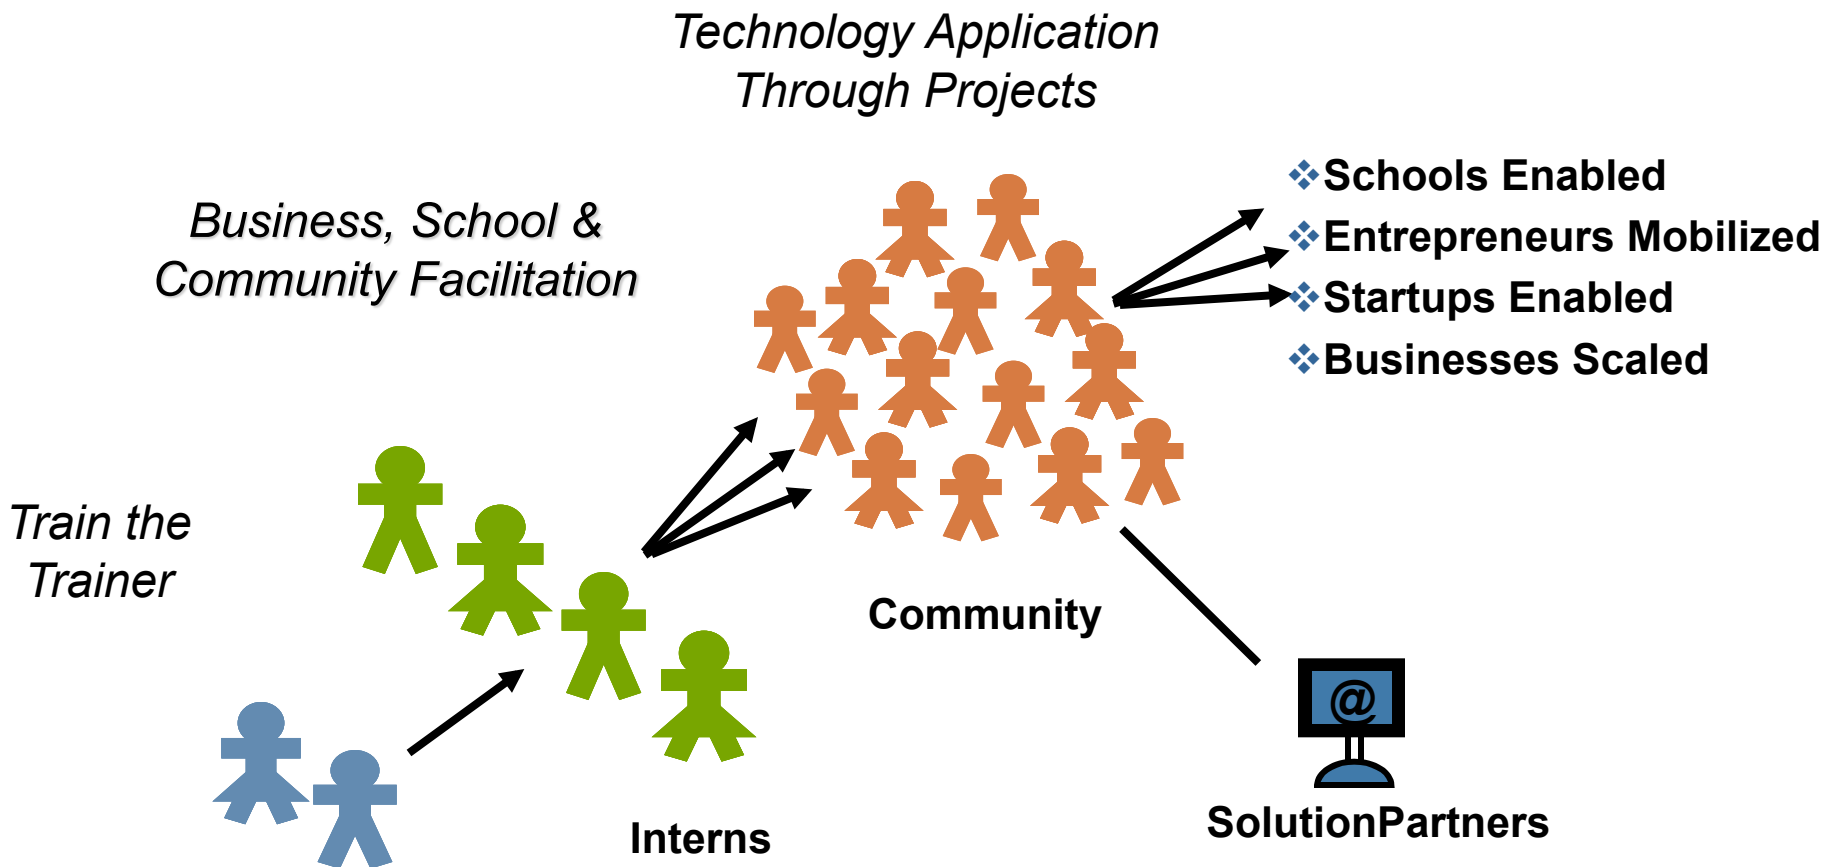 Technology Application
Through Projects
Business, School &
Community Facilitation
Schools Enabled
Entrepreneurs Mobilized
Startups Enabled
Businesses Scaled
Train the
Trainer
Community
@
Interns
SolutionPartners